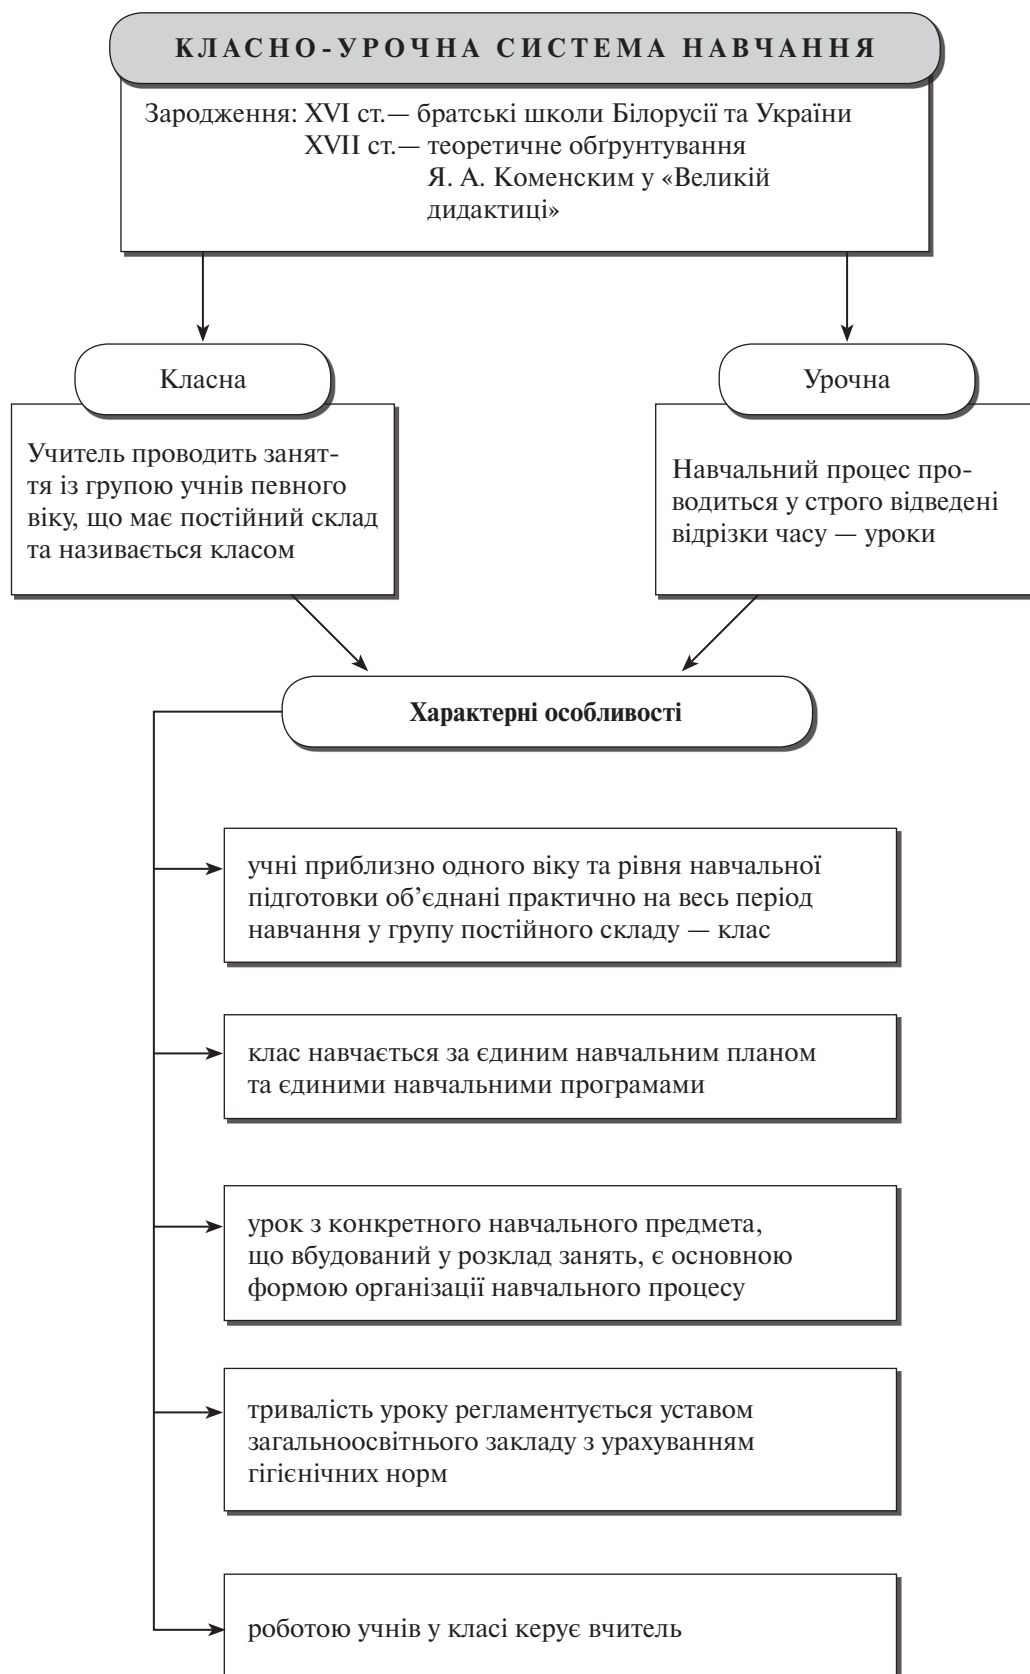 КЛАСНО-УРОЧНА СИСТЕМА НАВЧАННЯ
Зародження: XVI ст.— братські школи Білорусії та України
XVII ст.— теоретичне обґрунтування
Я. А. Коменским у «Великій
дидактиці»
Класна
Учитель проводить занят-
тя із групою учнів певного
віку, що має постійний склад
та називається класом
Урочна
Навчальний процес про-
водиться у строго відведені
відрізки часу — уроки
Характерні особливості
учні приблизно одного віку та рівня навчальної
підготовки об’єднані практично на весь період
навчання у групу постійного складу — клас
клас навчається за єдиним навчальним планом
та єдиними навчальними програмами
урок з конкретного навчального предмета,
що вбудований у розклад занять, є основною
формою організації навчального процесу
тривалість уроку регламентується уставом
загальноосвітнього закладу з урахуванням
гігієнічних норм
роботою учнів у класі керує вчитель